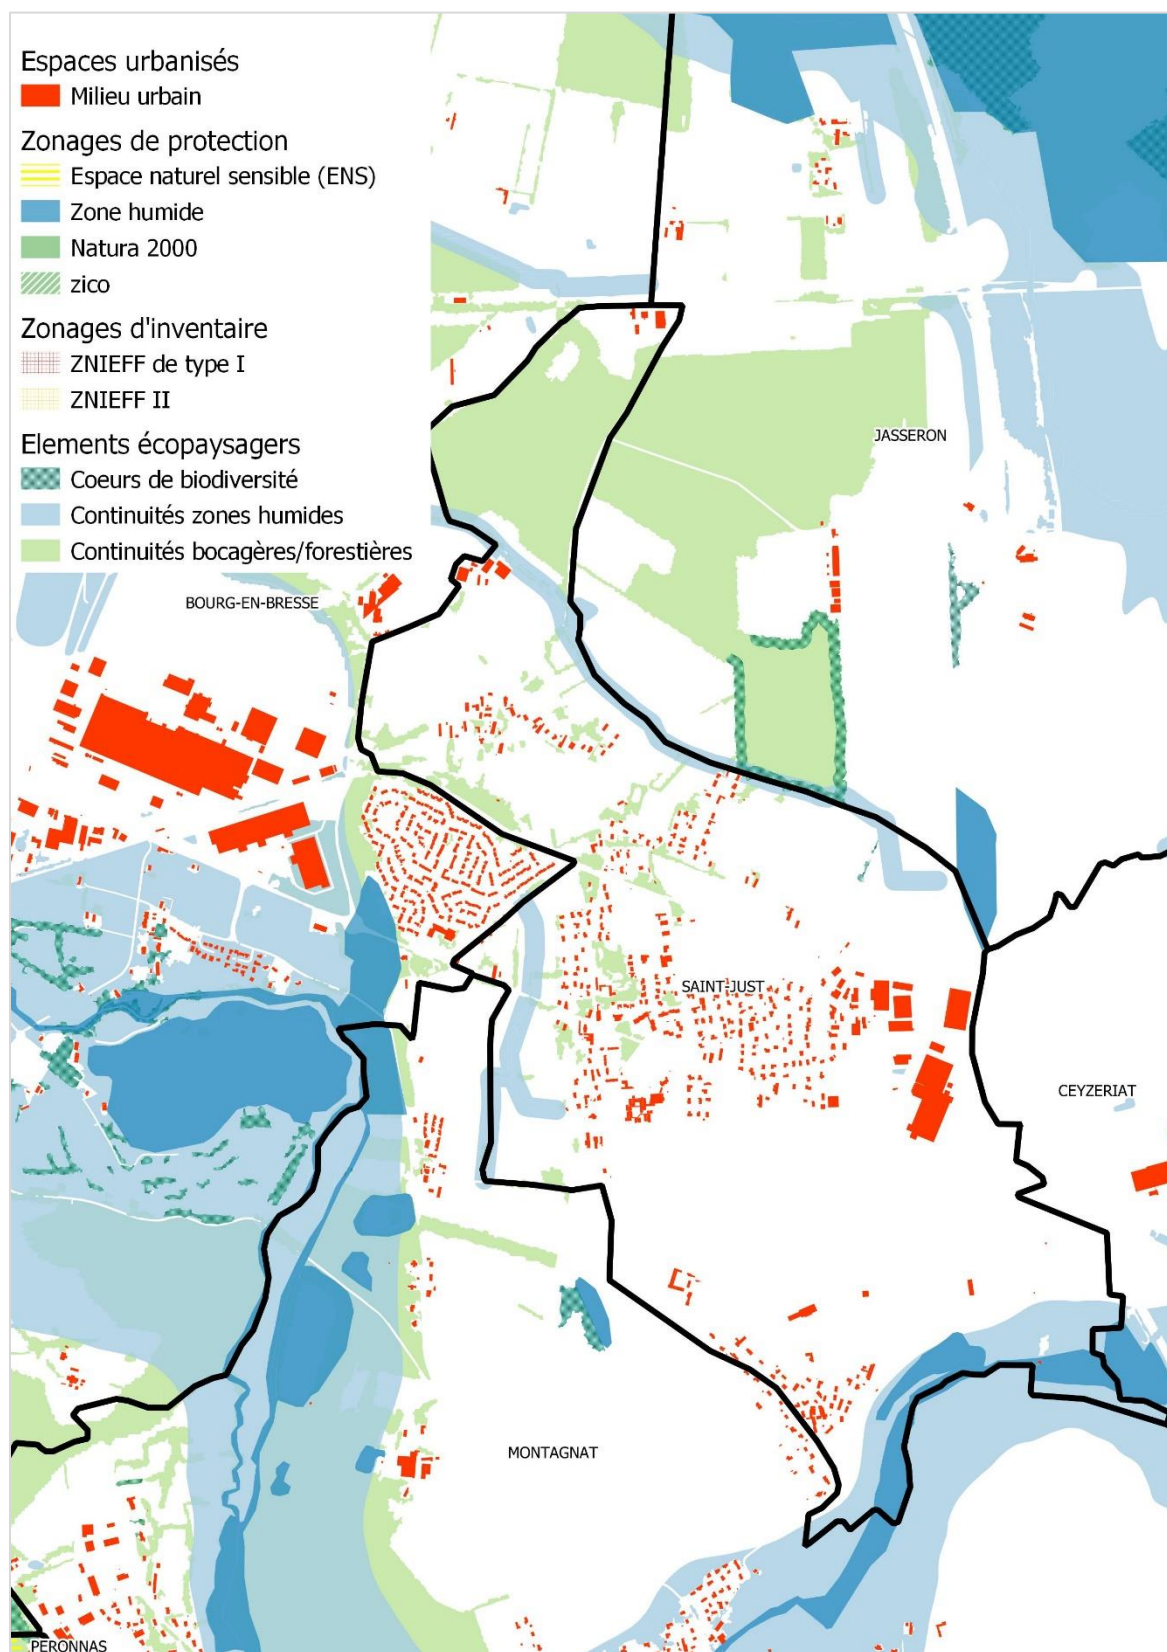 Espaces urbanisés
Milieu urbain
Zonages de protection
Espace naturel sensible (ENS)
Zone humide
Natura 2000
zico
Zonages d'inventaire
ZNIEFF de type I
ZNIEFF II
Elements écopaysagers
Coeurs de biodiversité
Continuités zones humides
Continuités bocagères/forestières
JASSERON
BOURG-EN-BRESSE
SAINT-JUST
CEYZERIAT
MONTAGNAT
PERONNAS